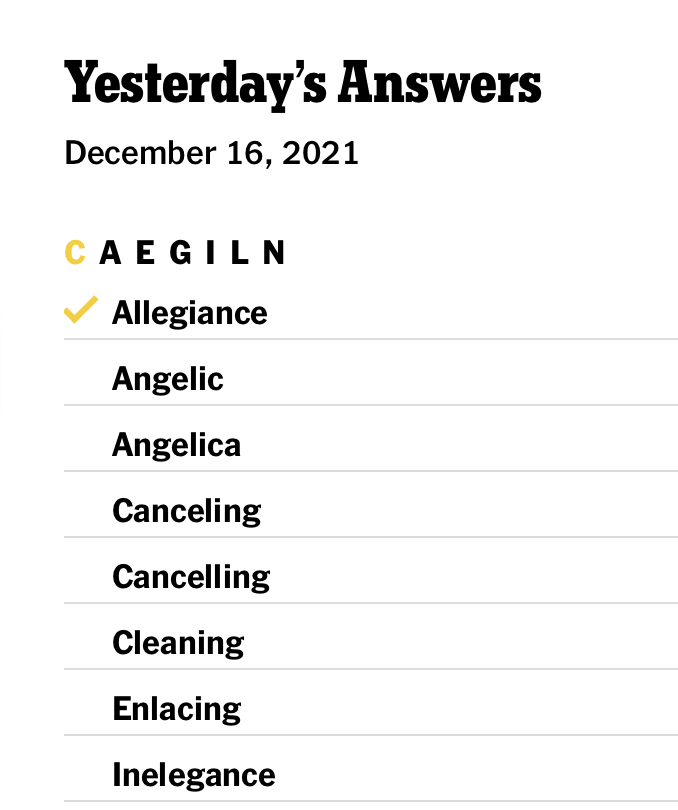 Yesterday’s Answers
December 16, 2021
C A E G I L N
Allegiance
Angelic
Angelica
Canceling
Cancelling
Cleaning
Enlacing
Inelegance